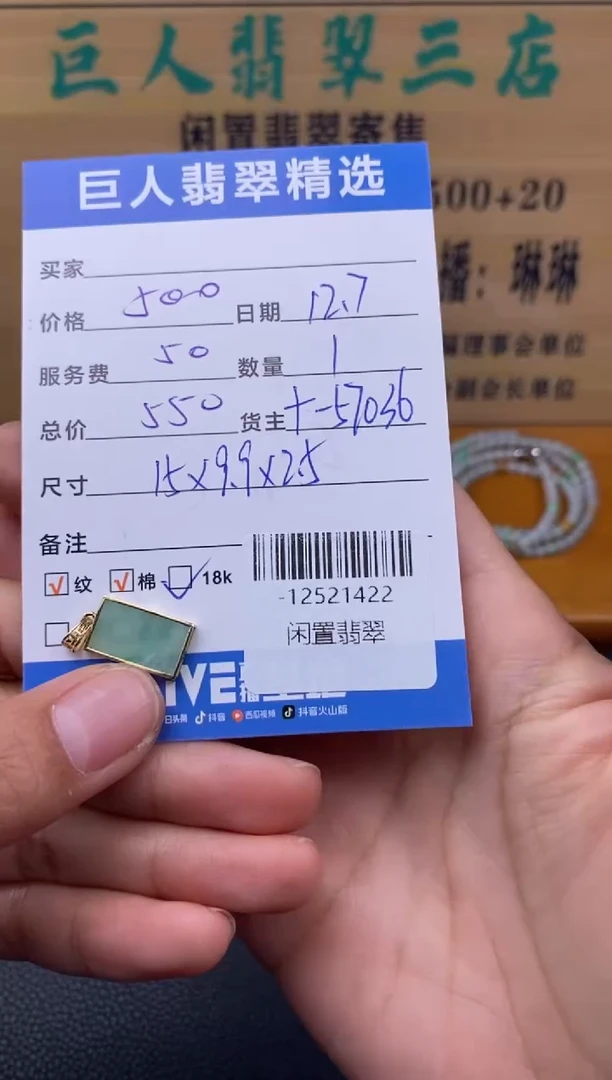 巨人翡翠三店
闲置翡翠寄售
500+20
播：琳琳
理事会单位
副会长单位
巨人翡翠精选
买家
价格 500 日期 12.7
服务费 50 数量 1
总价 550 货主 十-57036
尺寸 15×9.9×2.5
备注
纹 棉 18k
-12521422
闲置翡翠
抖音 西瓜视频 抖音火山版